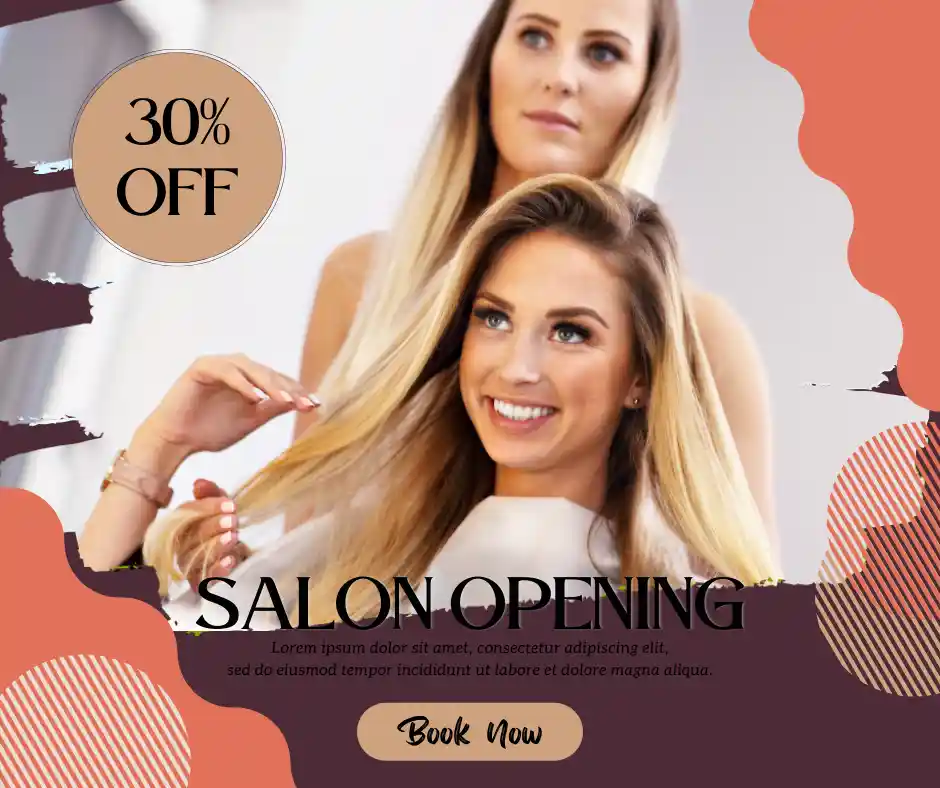 30%
OFF
SALON OPENING
Lorem ipsum dolor sit amet, consectetur adipiscing elit,
sed do eiusmod tempor incididunt ut labore et dolore magna aliqua.
Book Now